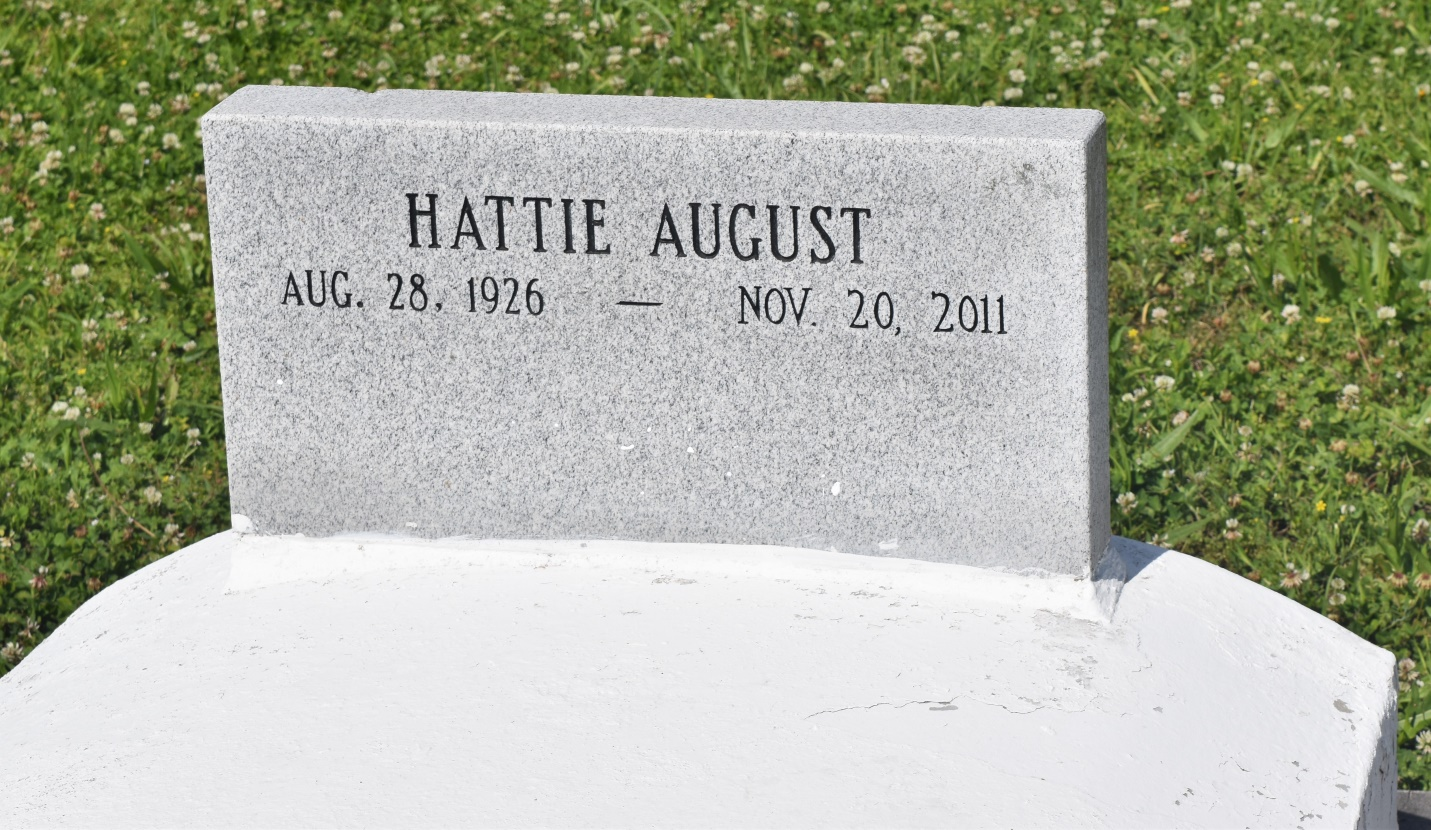 HATTIE AUGUST
AUG. 28, 1926 — NOV. 20, 2011